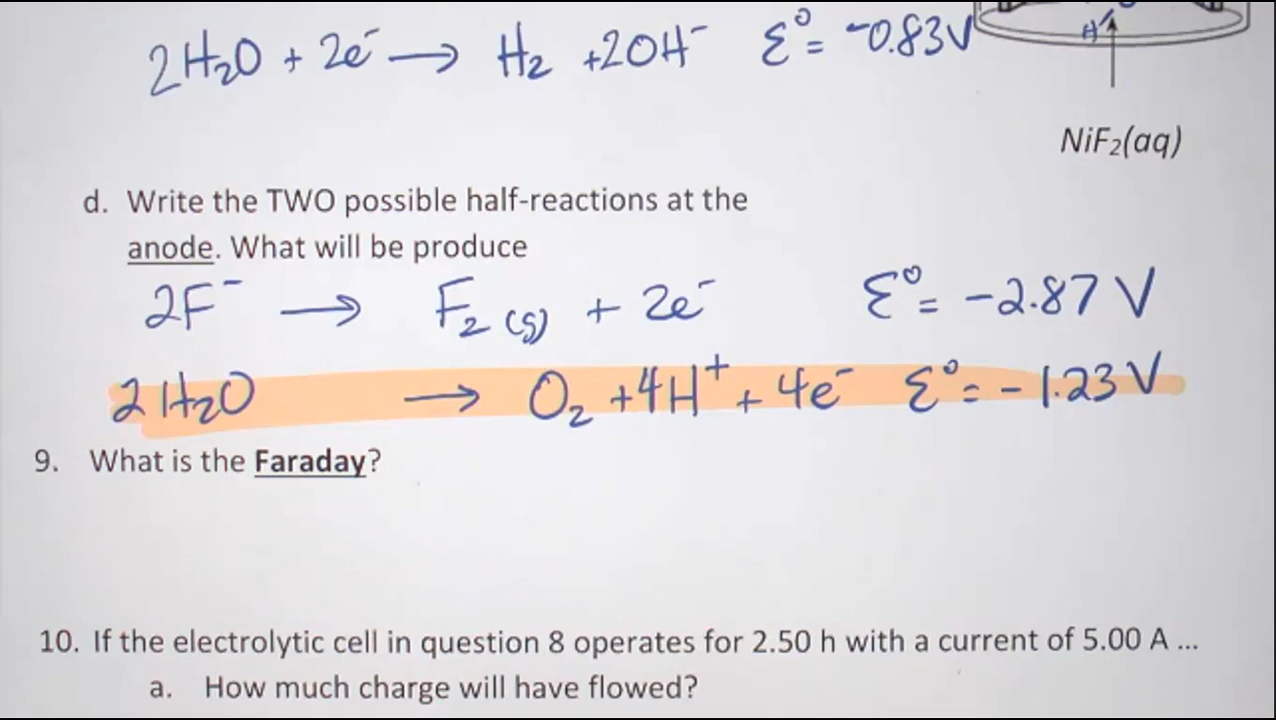 2H₂O + 2e⁻ → H₂ + 2OH⁻ ℰ° = -0.83V
H
NiF₂(aq)
d. Write the TWO possible half-reactions at the
anode. What will be produce
2F⁻ → F₂ (g) + 2e⁻ ℰ° = -2.87 V
2H₂O → O₂ + 4H⁺ + 4e⁻ ℰ° = -1.23 V
9. What is the Faraday?
10. If the electrolytic cell in question 8 operates for 2.50 h with a current of 5.00 A ...
a. How much charge will have flowed?